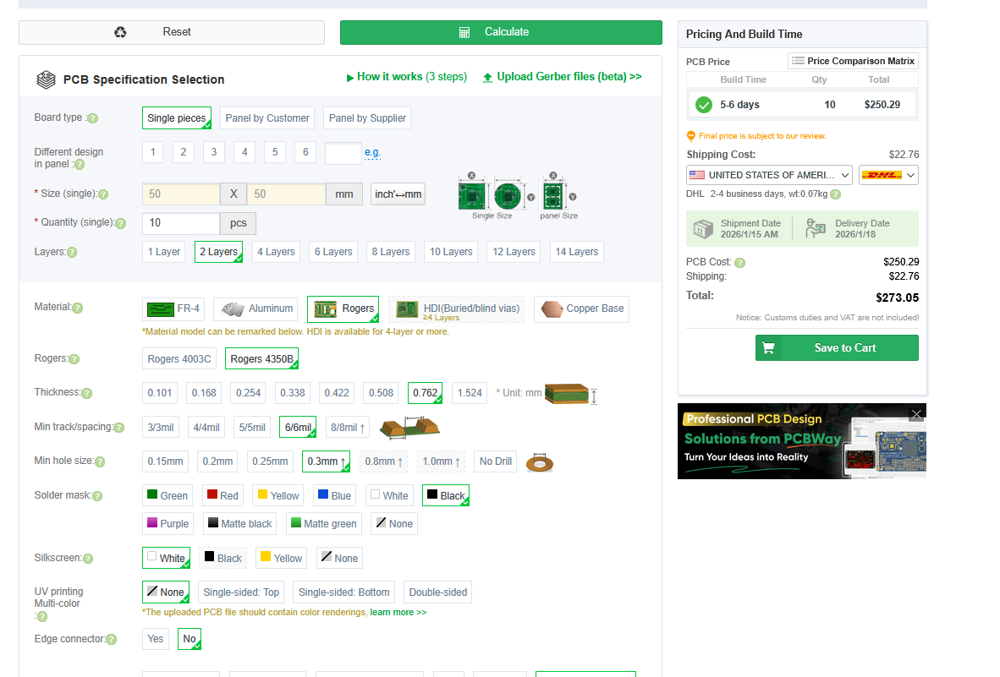 Reset
Calculate
PCB Specification Selection
How it works (3 steps)
Upload Gerber files (beta) >>
Board type :?
Single pieces
Panel by Customer
Panel by Supplier
Different design
in panel :?
1
2
3
4
5
6
e.g.
* Size (single):?
50
X
50
mm
inch'↔mm
X
Y
Single Size
X
Y
panel Size
* Quantity (single):?
10
pcs
Layers:?
1 Layer
2 Layers
4 Layers
6 Layers
8 Layers
10 Layers
12 Layers
14 Layers
Material:?
FR-4
Aluminum
Rogers
HDI(Buried/blind vias)
≥4 Layers
Copper Base
*Material model can be remarked below. HDI is available for 4-layer or more.
Rogers:?
Rogers 4003C
Rogers 4350B
Thickness:?
0.101
0.168
0.254
0.338
0.422
0.508
0.762
1.524
* Unit: mm
Min track/spacing:?
3/3mil
4/4mil
5/5mil
6/6mil
8/8mil ↑
Min hole size:?
0.15mm
0.2mm
0.25mm
0.3mm ↑
0.8mm ↑
1.0mm ↑
No Drill
Solder mask:?
Green
Red
Yellow
Blue
White
Black
Purple
Matte black
Matte green
None
Silkscreen:?
White
Black
Yellow
None
UV printing
Multi-color
:?
None
Single-sided: Top
Single-sided: Bottom
Double-sided
*The uploaded PCB file should contain color renderings, learn more >>
Edge connector:?
Yes
No
Pricing And Build Time
PCB Price
Price Comparison Matrix
Build Time
Qty
Total
5-6 days
10
$250.29
Final price is subject to our review.
Shipping Cost:
$22.76
UNITED STATES OF AMERI...
DHL
DHL 2-4 business days, wt:0.07kg ?
Shipment Date
2026/1/15 AM
Delivery Date
2026/1/18
PCB Cost: ?
$250.29
Shipping:
$22.76
Total:
$273.05
Notice: Customs duties and VAT are not included!
Save to Cart
Professional PCB Design
Solutions from PCBWay
Turn Your Ideas into Reality